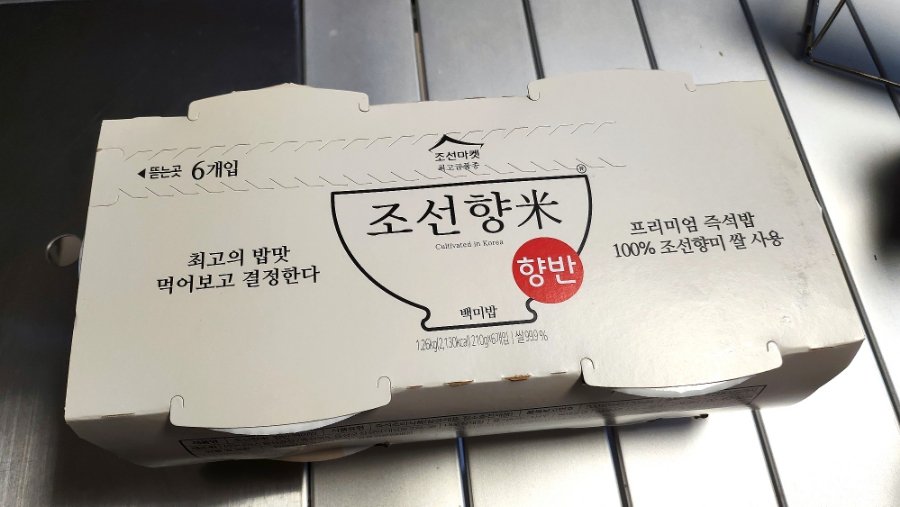 조선마켓
최고급품종
◀뜯는곳 6개입
®
조선향米
Cultivated in Korea
향반
백미밥
최고의 밥맛
먹어보고 결정한다
프리미엄 즉석밥
100% 조선향미 쌀 사용
1.26kg(2,130kcal) 210g×6개입 | 쌀 99.9%